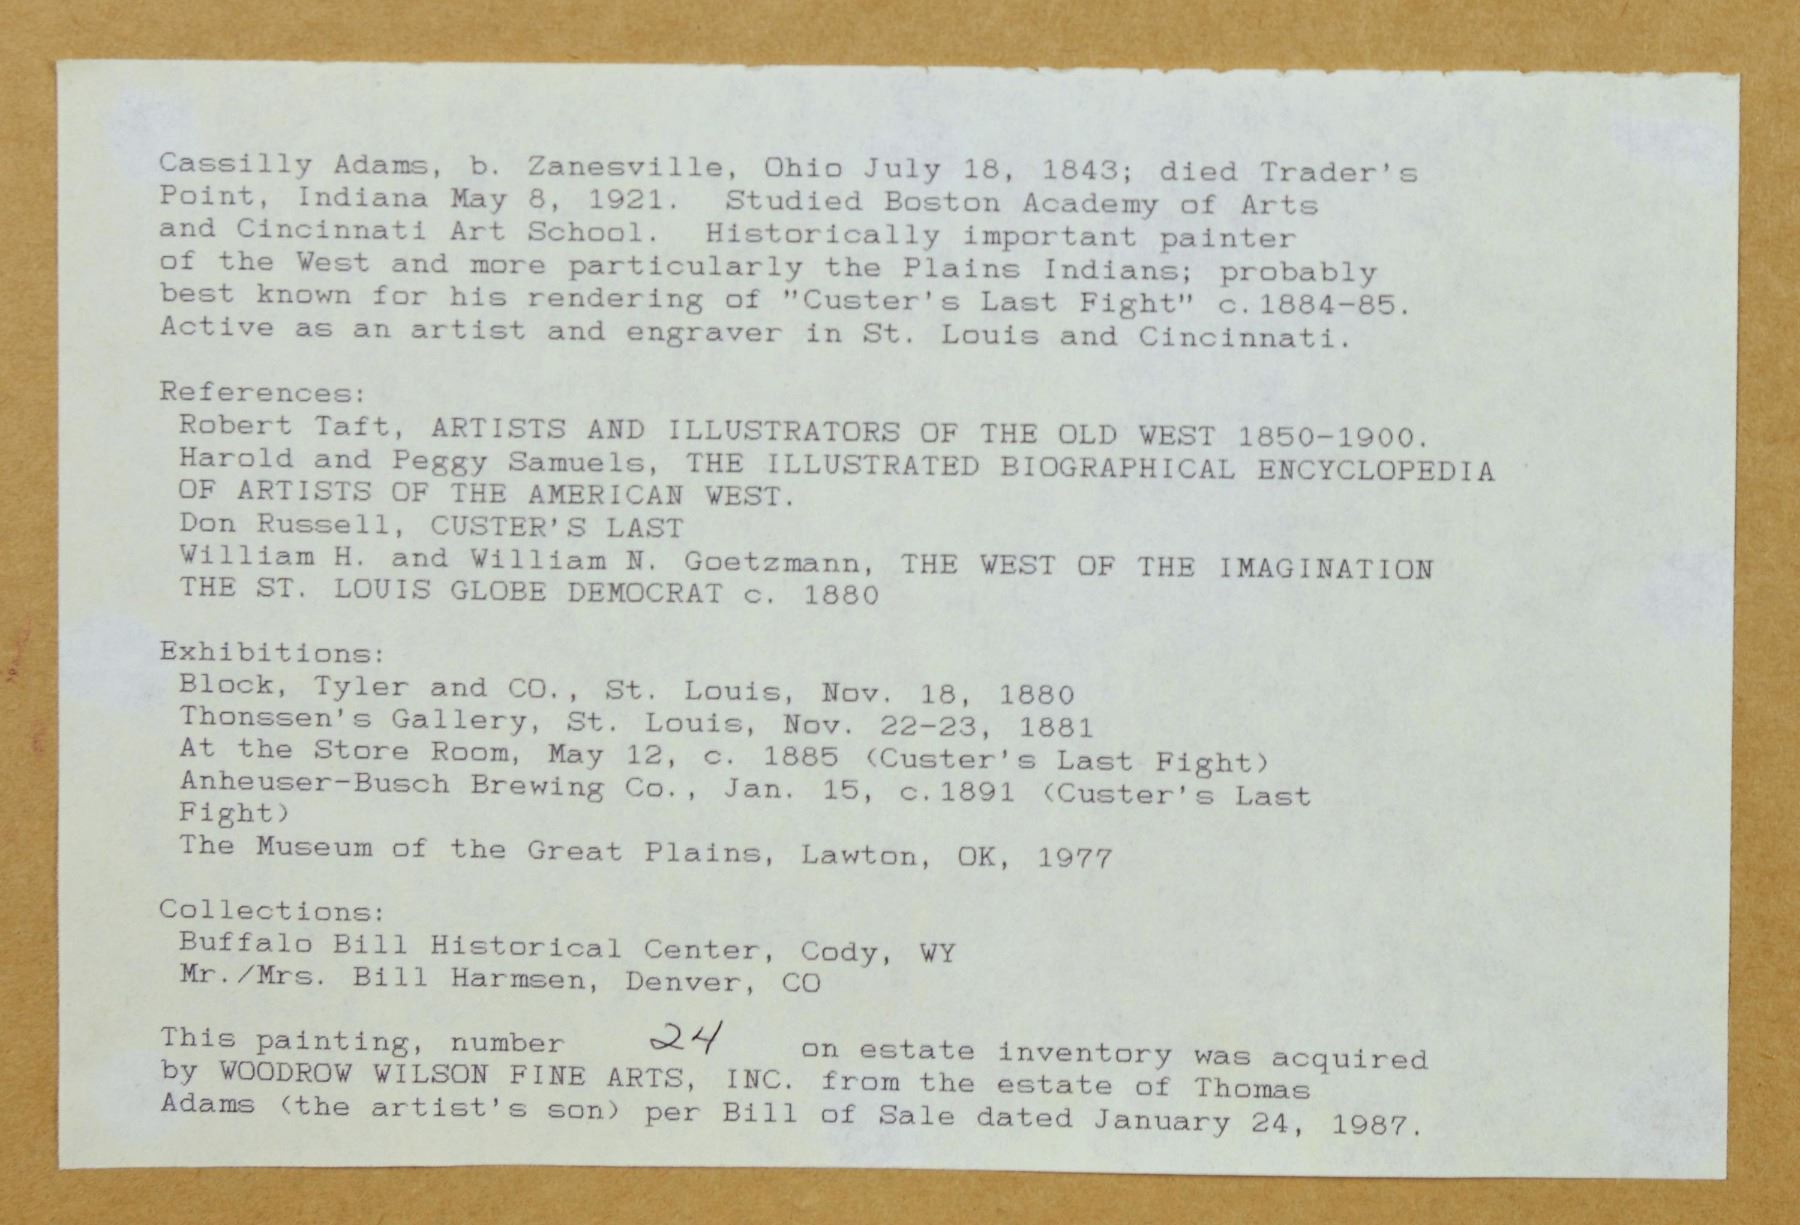 Cassilly Adams, b. Zanesville, Ohio July 18, 1843; died Trader's
Point, Indiana May 8, 1921. Studied Boston Academy of Arts
and Cincinnati Art School. Historically important painter
of the West and more particularly the Plains Indians; probably
best known for his rendering of "Custer's Last Fight" c.1884-85.
Active as an artist and engraver in St. Louis and Cincinnati.
References:
Robert Taft, ARTISTS AND ILLUSTRATORS OF THE OLD WEST 1850-1900.
Harold and Peggy Samuels, THE ILLUSTRATED BIOGRAPHICAL ENCYCLOPEDIA
OF ARTISTS OF THE AMERICAN WEST.
Don Russell, CUSTER'S LAST
William H. and William N. Goetzmann, THE WEST OF THE IMAGINATION
THE ST. LOUIS GLOBE DEMOCRAT c. 1880
Exhibitions:
Block, Tyler and CO., St. Louis, Nov. 18, 1880
Thonssen's Gallery, St. Louis, Nov. 22-23, 1881
At the Store Room, May 12, c. 1885 (Custer's Last Fight)
Anheuser-Busch Brewing Co., Jan. 15, c.1891 (Custer's Last
Fight)
The Museum of the Great Plains, Lawton, OK, 1977
Collections:
Buffalo Bill Historical Center, Cody, WY
Mr./Mrs. Bill Harmsen, Denver, CO
This painting, number 24 on estate inventory was acquired
by WOODROW WILSON FINE ARTS, INC. from the estate of Thomas
Adams (the artist's son) per Bill of Sale dated January 24, 1987.